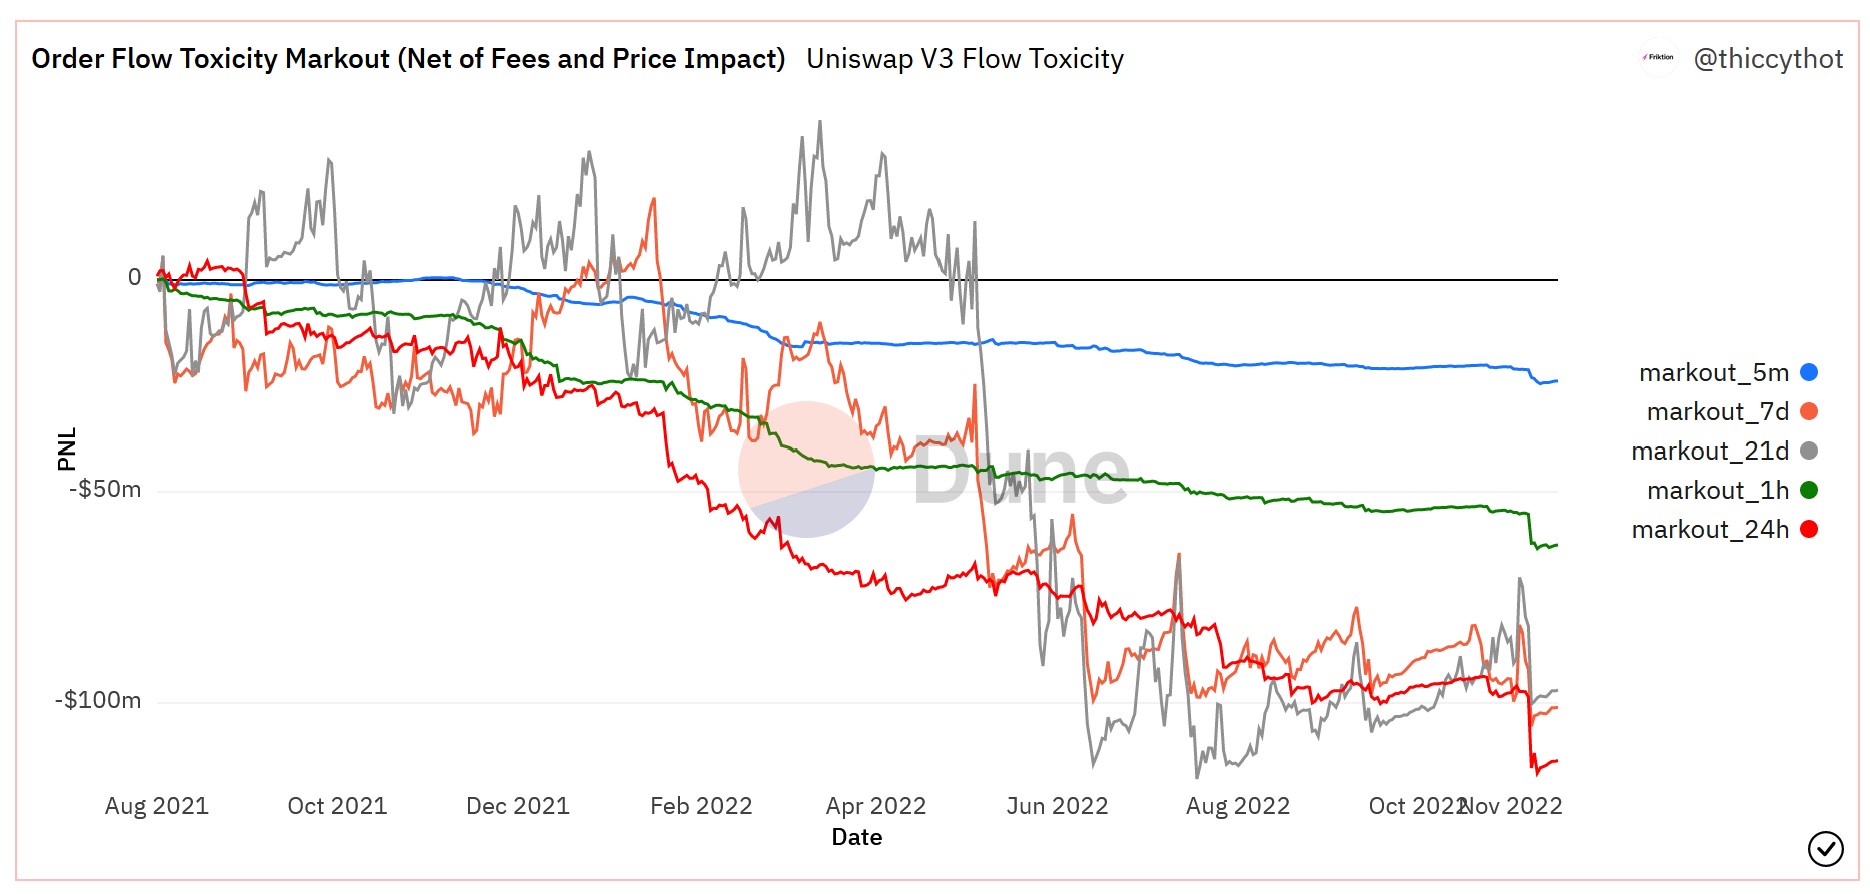 Order Flow Toxicity Markout (Net of Fees and Price Impact) Uniswap V3 Flow Toxicity
Friktion @thiccythot
0
-$50m
-$100m
PNL
Dune
markout_5m
markout_7d
markout_21d
markout_1h
markout_24h
Aug 2021 Oct 2021 Dec 2021 Feb 2022 Apr 2022 Jun 2022 Aug 2022 Oct 2022 Nov 2022
Date